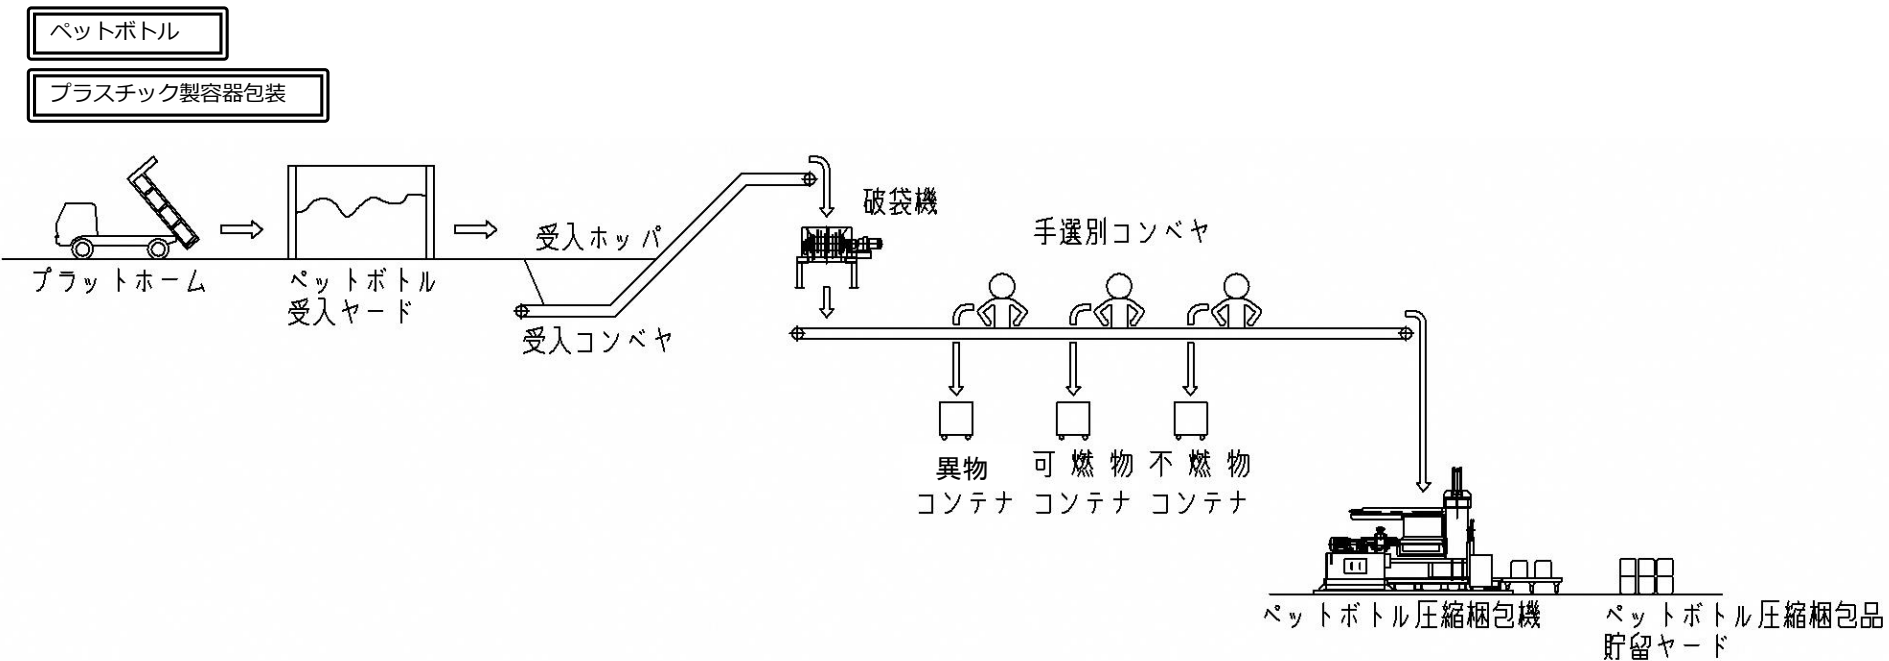 ペットボトル
プラスチック製容器包装
破袋機
手選別コンベヤ
受入ホッパ
プラットホーム
ペットボトル
受入ヤード
受入コンベヤ
異物
コンテナ
可燃物
コンテナ
不燃物
コンテナ
ペットボトル圧縮梱包機
ペットボトル圧縮梱包品
貯留ヤード